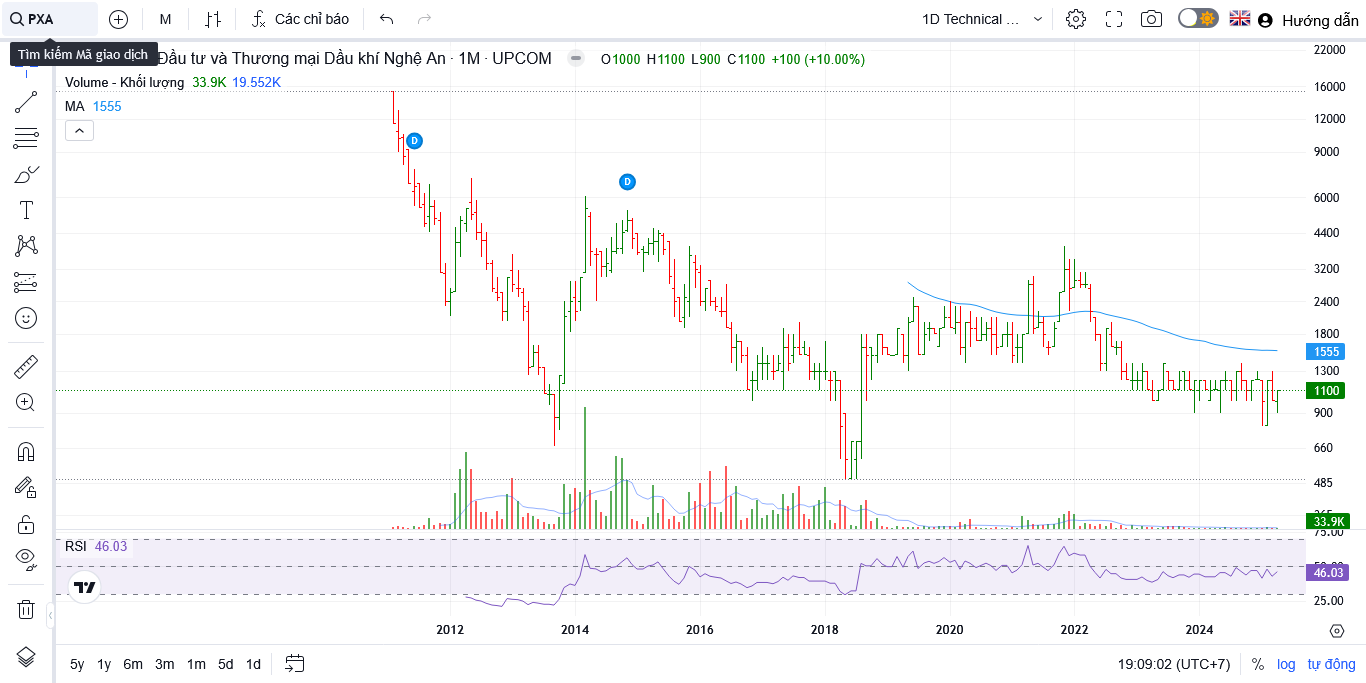 PXA
M
Các chỉ báo
1D Technical ...
Hướng dẫn
Tìm kiếm Mã giao dịch
Đầu tư và Thương mại Dầu khí Nghệ An · 1M · UPCOM
O1000 H1100 L900 C1100 +100 (+10.00%)
Volume - Khối lượng 33.9K 19.552K
MA 1555
D
D
22000
16000
12000
9000
6000
4400
3200
2400
1800
1555
1300
1100
900
660
485
33.9K
75.00
RSI 46.03
46.03
25.00
2012 2014 2016 2018 2020 2022 2024
5y 1y 6m 3m 1m 5d 1d
19:09:02 (UTC+7) % log tự động